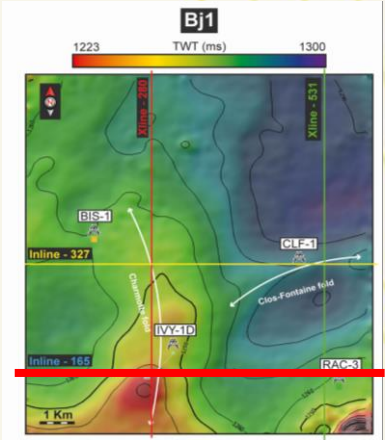 Bj1
1223 TWT (ms) 1300
Xline - 280
Xline - 531
BIS-1
CLF-1
Inline - 327
Charmotte fold
Clos-Fontaine fold
IVY-1D
Inline - 165
RAC-3
1 Km